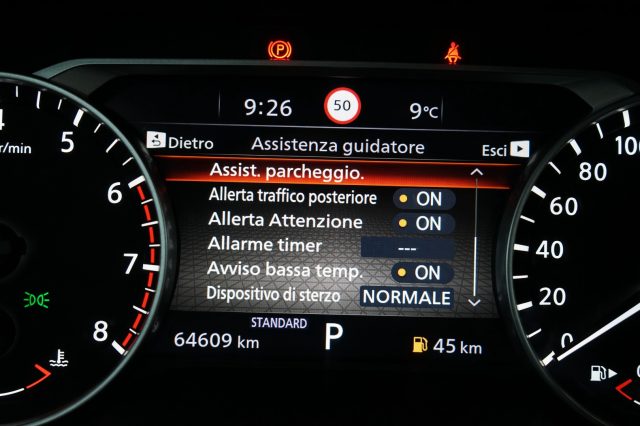 P
9:26
50
9°C
Dietro
Assistenza guidatore
Esci
Assist. parcheggio.
Allerta traffico posteriore ON
Allerta Attenzione ON
Allarme timer ---
Avviso bassa temp. ON
Dispositivo di sterzo NORMALE
STANDARD
64609 km
P
45 km
5
6
7
8
r/min
100
80
60
40
20
0